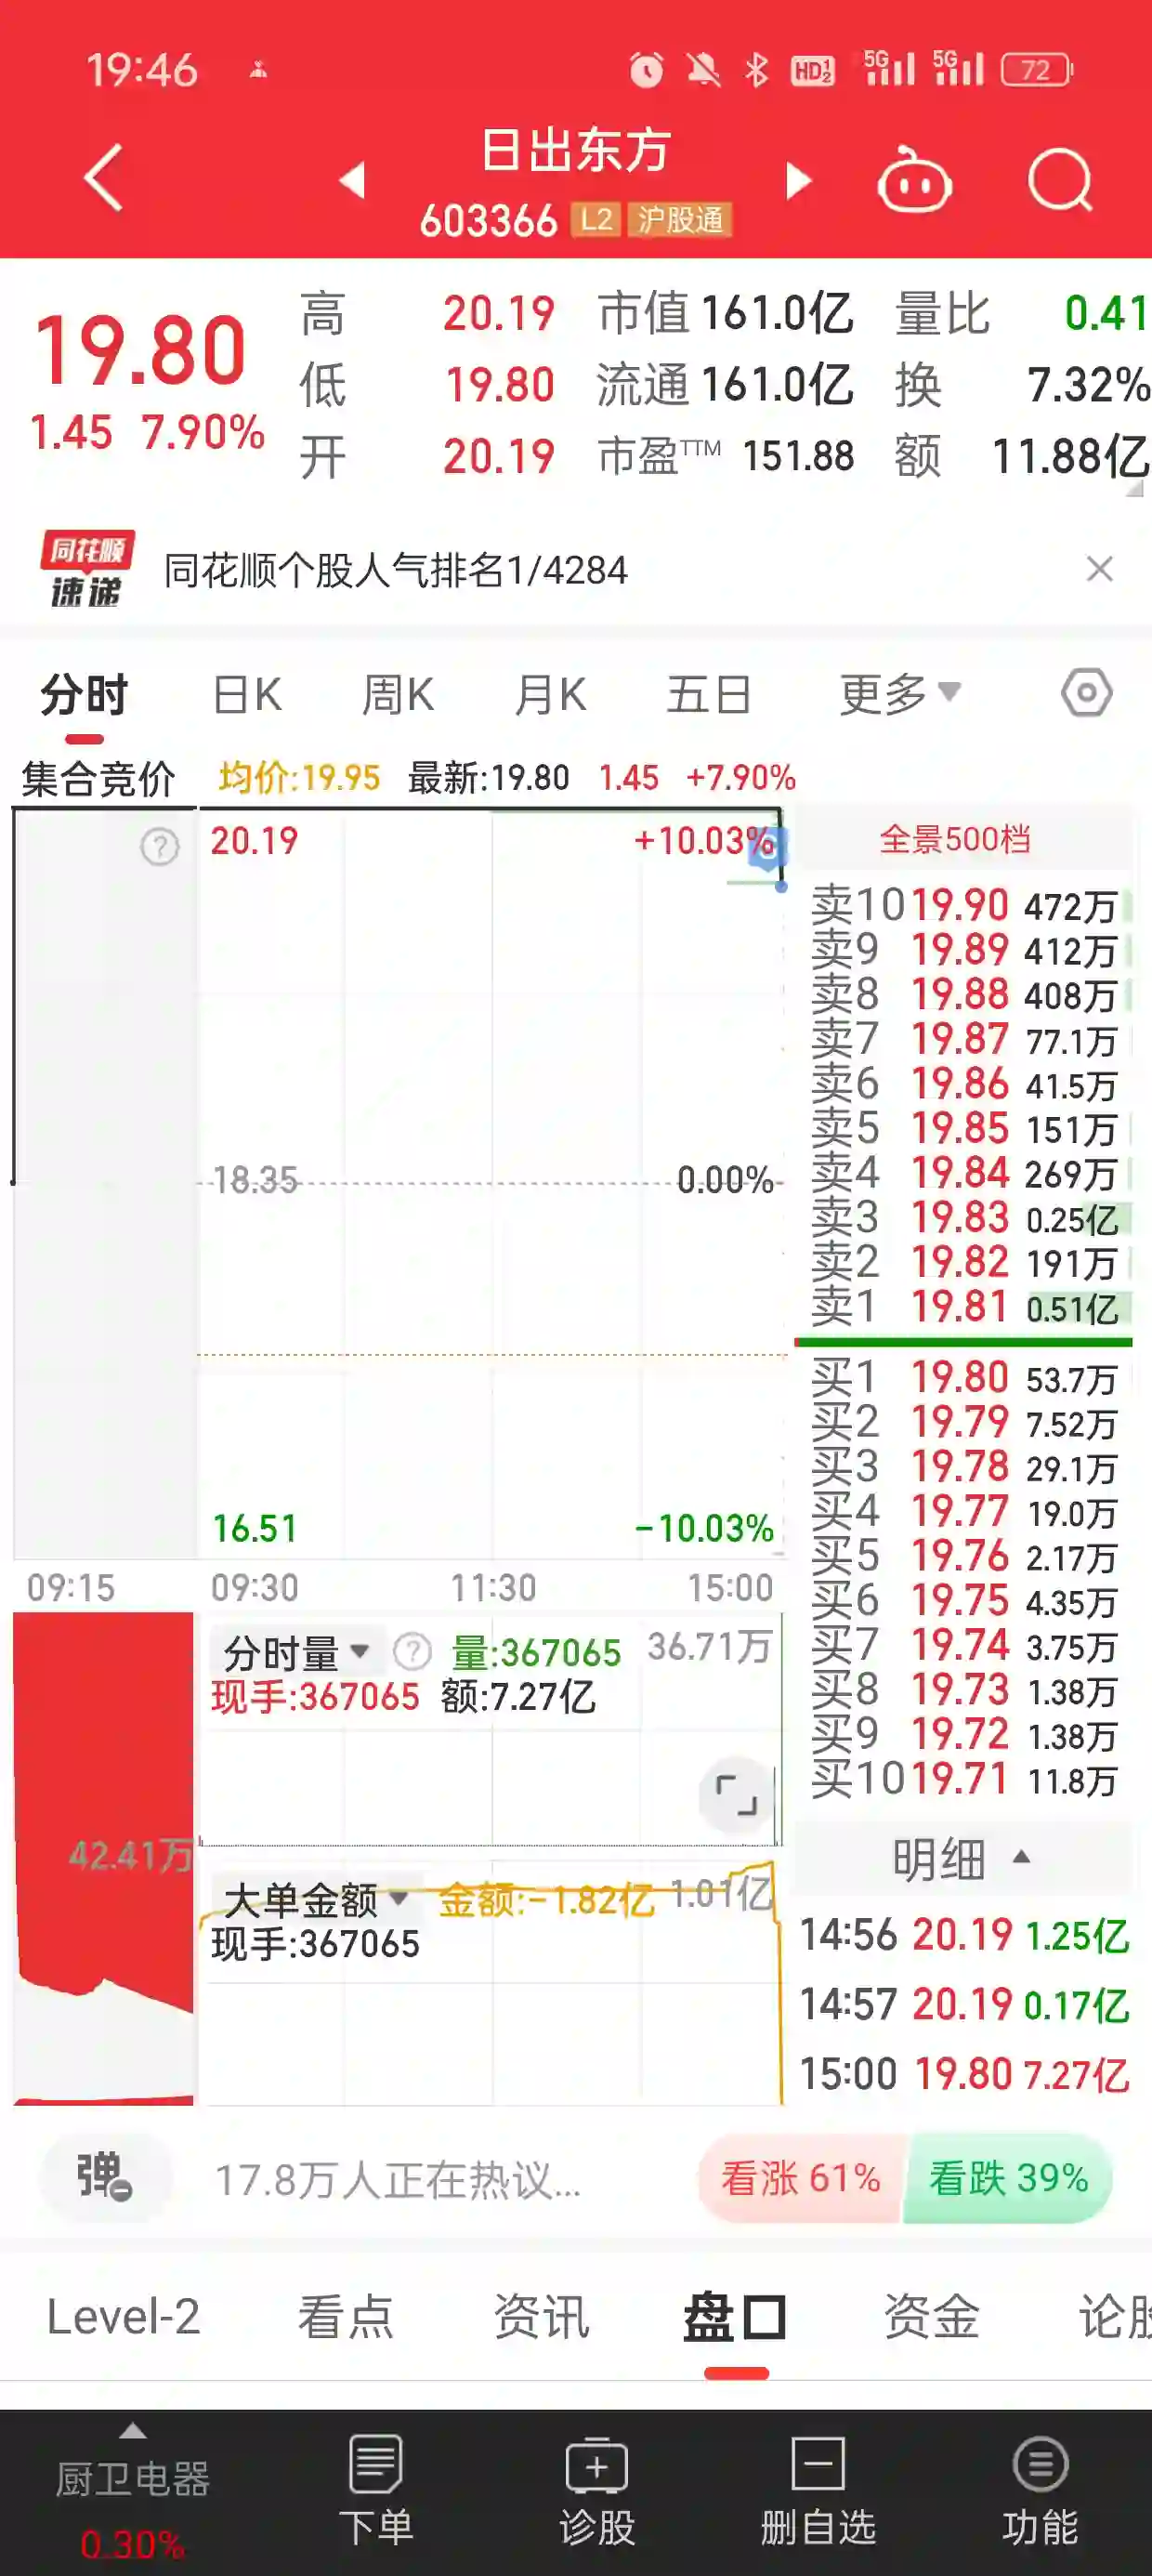 19:46 HD 1 2 5G 5G 72
日出东方
603366 L2 沪股通
19.80
1.45 7.90%
高 20.19 市值 161.0亿 量比 0.41
低 19.80 流通 161.0亿 换 7.32%
开 20.19 市盈TTM 151.88 额 11.88亿
同花顺
速递
同花顺个股人气排名1/4284
分时 日K 周K 月K 五日 更多
集合竞价 均价:19.95 最新:19.80 1.45 +7.90%
20.19 +10.03%
18.35 0.00%
16.51 -10.03%
09:15 09:30 11:30 15:00
全景500档
卖10 19.90 472万
卖9 19.89 412万
卖8 19.88 408万
卖7 19.87 77.1万
卖6 19.86 41.5万
卖5 19.85 151万
卖4 19.84 269万
卖3 19.83 0.25亿
卖2 19.82 191万
卖1 19.81 0.51亿
买1 19.80 53.7万
买2 19.79 7.52万
买3 19.78 29.1万
买4 19.77 19.0万
买5 19.76 2.17万
买6 19.75 4.35万
买7 19.74 3.75万
买8 19.73 1.38万
买9 19.72 1.38万
买10 19.71 11.8万
分时量 ? 量:367065 36.71万
现手:367065 额:7.27亿
42.41万
大单金额 金额:-1.82亿 1.01亿
现手:367065
明细
14:56 20.19 1.25亿
14:57 20.19 0.17亿
15:00 19.80 7.27亿
弹 17.8万人正在热议... 看涨 61% 看跌 39%
Level-2 看点 资讯 盘口 资金 论股
厨卫电器
0.30%
下单 诊股 删自选 功能